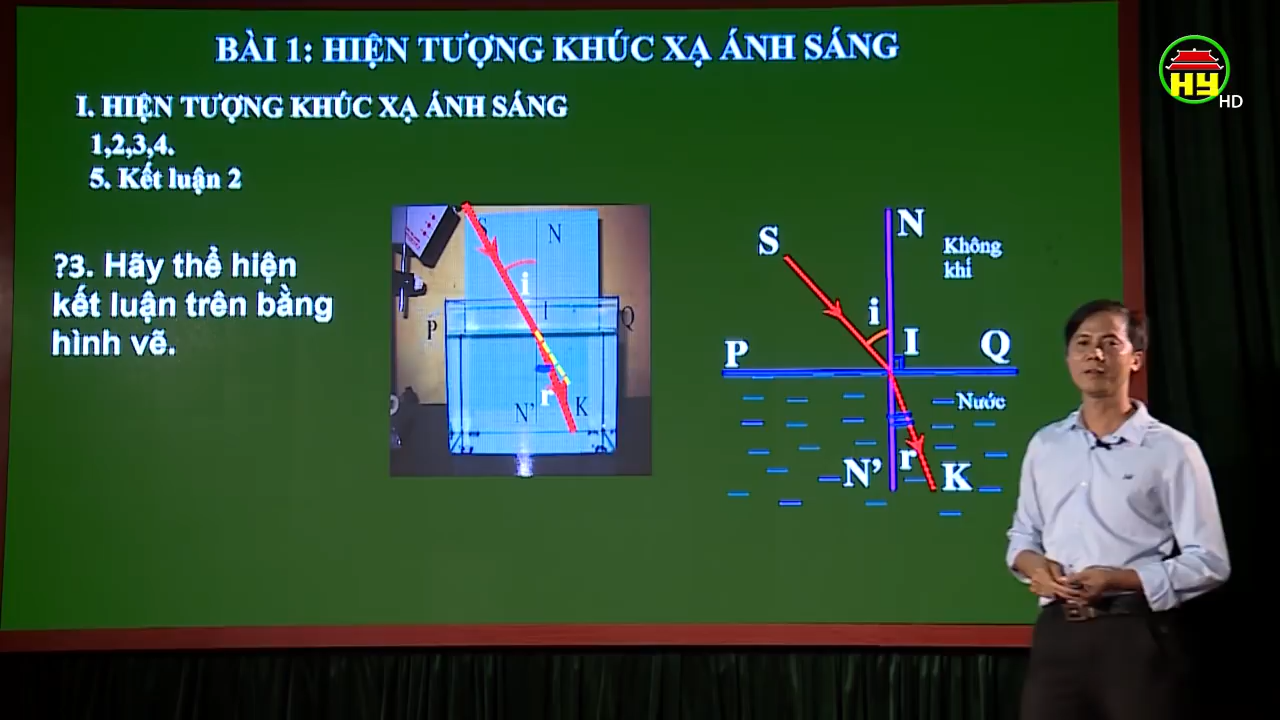 BÀI 1: HIỆN TƯỢNG KHÚC XẠ ÁNH SÁNG
HY
HD
I. HIỆN TƯỢNG KHÚC XẠ ÁNH SÁNG
1,2,3,4.
5. Kết luận 2
?3. Hãy thể hiện
kết luận trên bằng
hình vẽ.
S
N
i
I
P
Q
r
N'
K
S
N
Không
khí
i
I
P
Q
Nước
N'
r
K